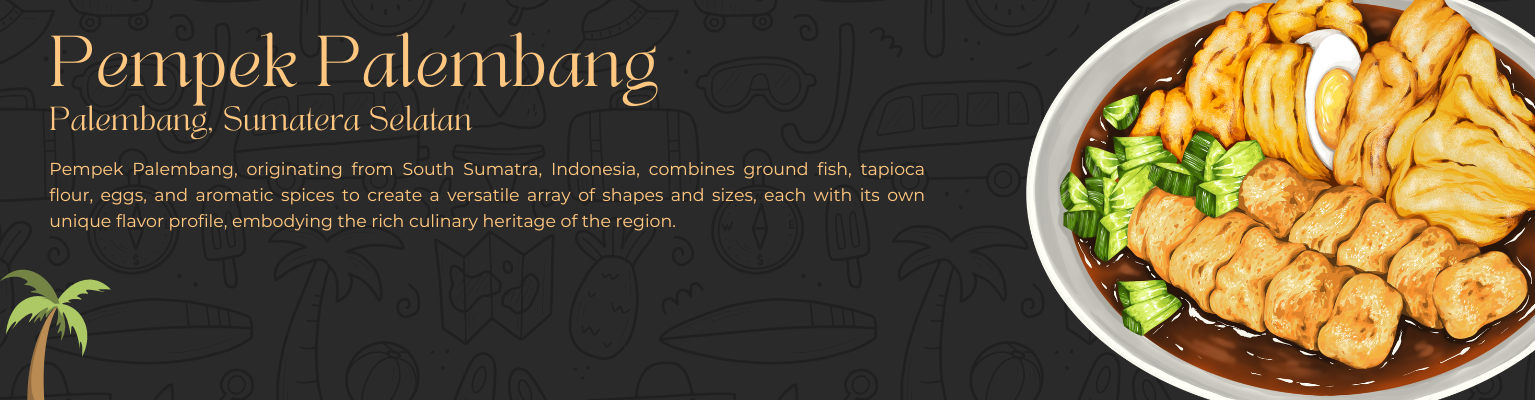 Pempek Palembang
Palembang, Sumatera Selatan
Pempek Palembang, originating from South Sumatra, Indonesia, combines ground fish, tapioca
flour, eggs, and aromatic spices to create a versatile array of shapes and sizes, each with its own
unique flavor profile, embodying the rich culinary heritage of the region.